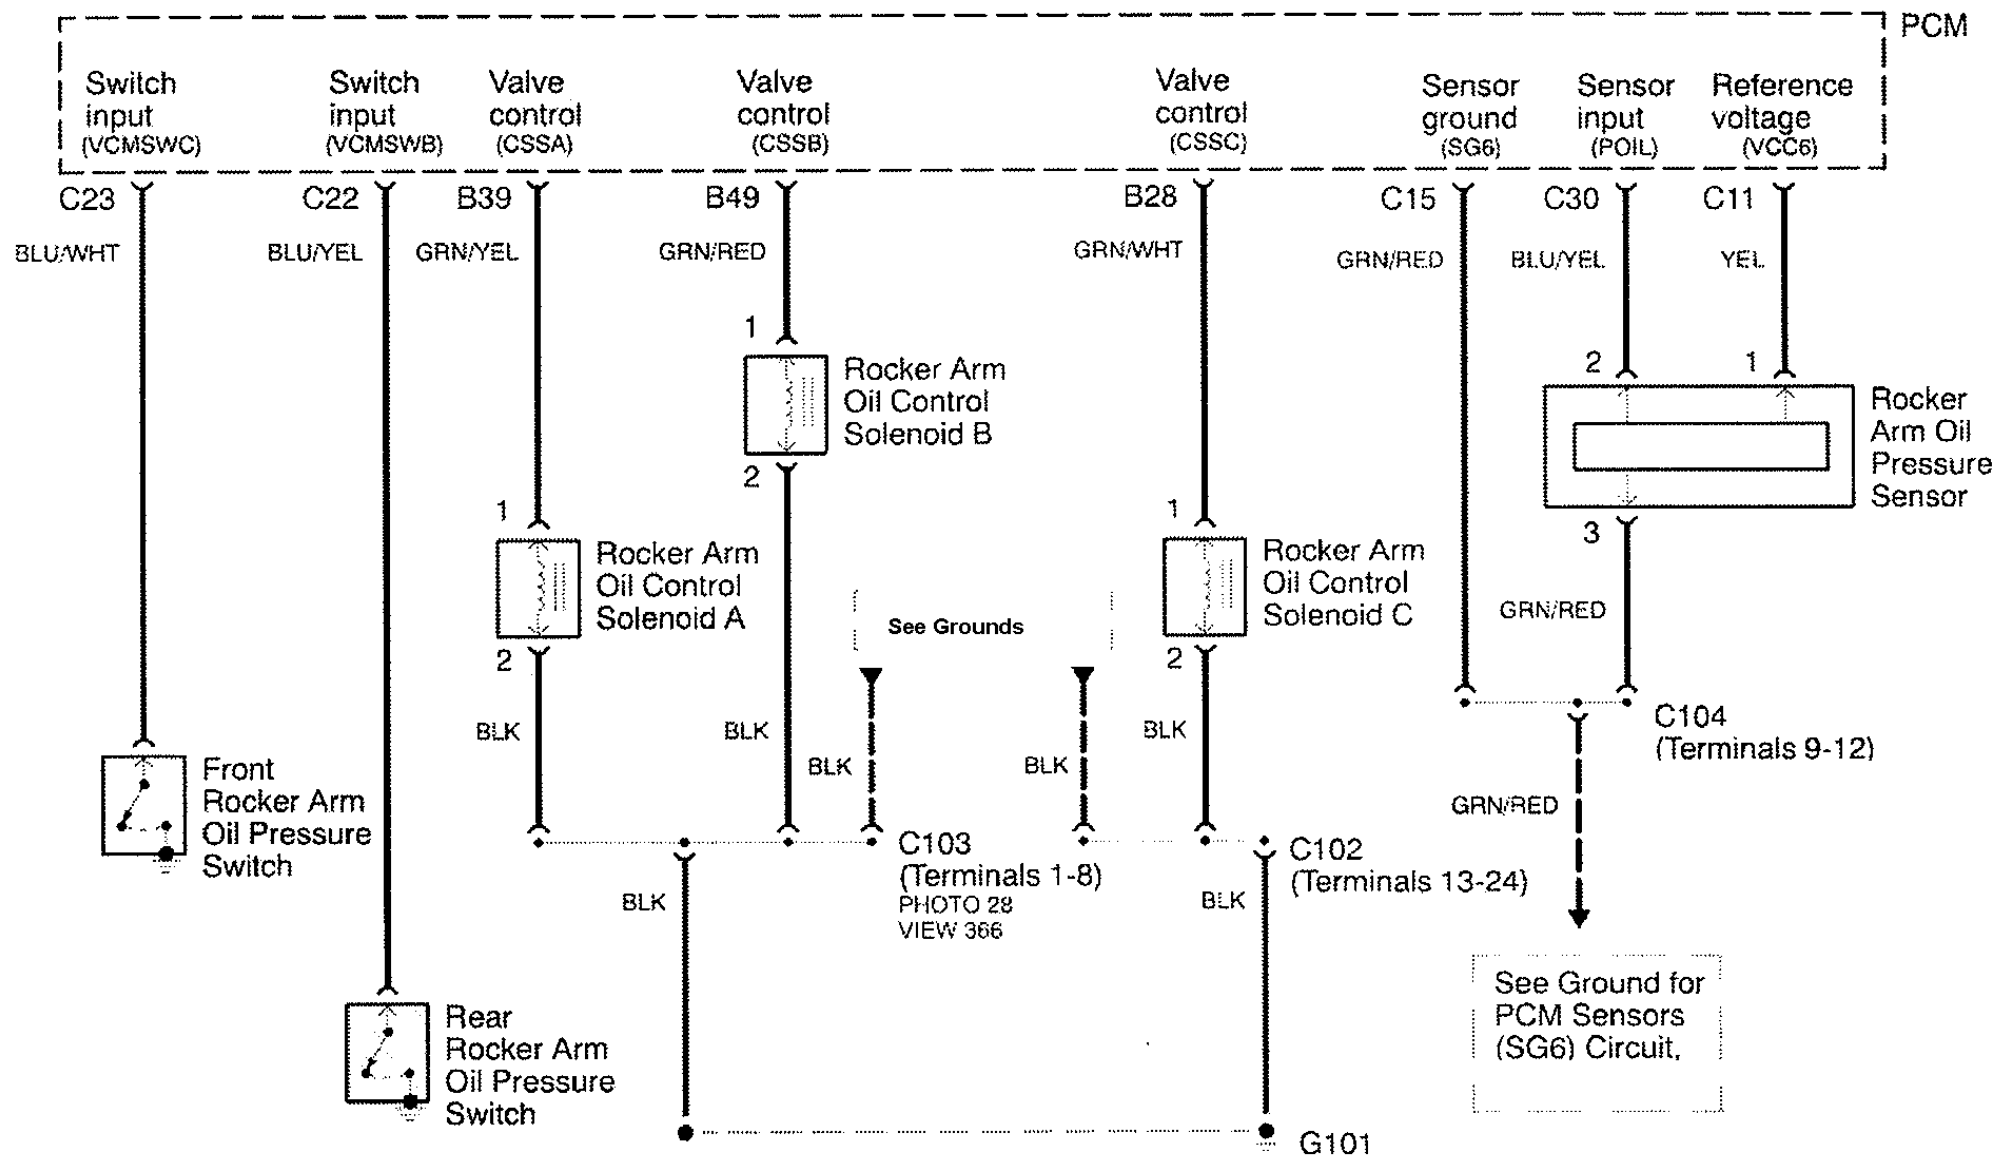 PCM
Switch
input
(VCMSWC)
Switch
input
(VCMSWB)
Valve
control
(CSSA)
Valve
control
(CSSB)
Valve
control
(CSSC)
Sensor
ground
(SG6)
Sensor
input
(POIL)
Reference
voltage
(VCC6)
C23
C22
B39
B49
B28
C15
C30
C11
BLU/WHT
BLU/YEL
GRN/YEL
GRN/RED
GRN/WHT
GRN/RED
BLU/YEL
YEL
1
Rocker Arm
Oil Control
Solenoid B
2
2
1
Rocker
Arm Oil
Pressure
Sensor
3
1
Rocker Arm
Oil Control
Solenoid A
2
See Grounds
1
Rocker Arm
Oil Control
Solenoid C
2
GRN/RED
BLK
BLK
BLK
BLK
BLK
C104
(Terminals 9-12)
Front
Rocker Arm
Oil Pressure
Switch
GRN/RED
C103
(Terminals 1-8)
PHOTO 28
VIEW 366
C102
(Terminals 13-24)
BLK
BLK
See Ground for
PCM Sensors
(SG6) Circuit,
Rear
Rocker Arm
Oil Pressure
Switch
G101